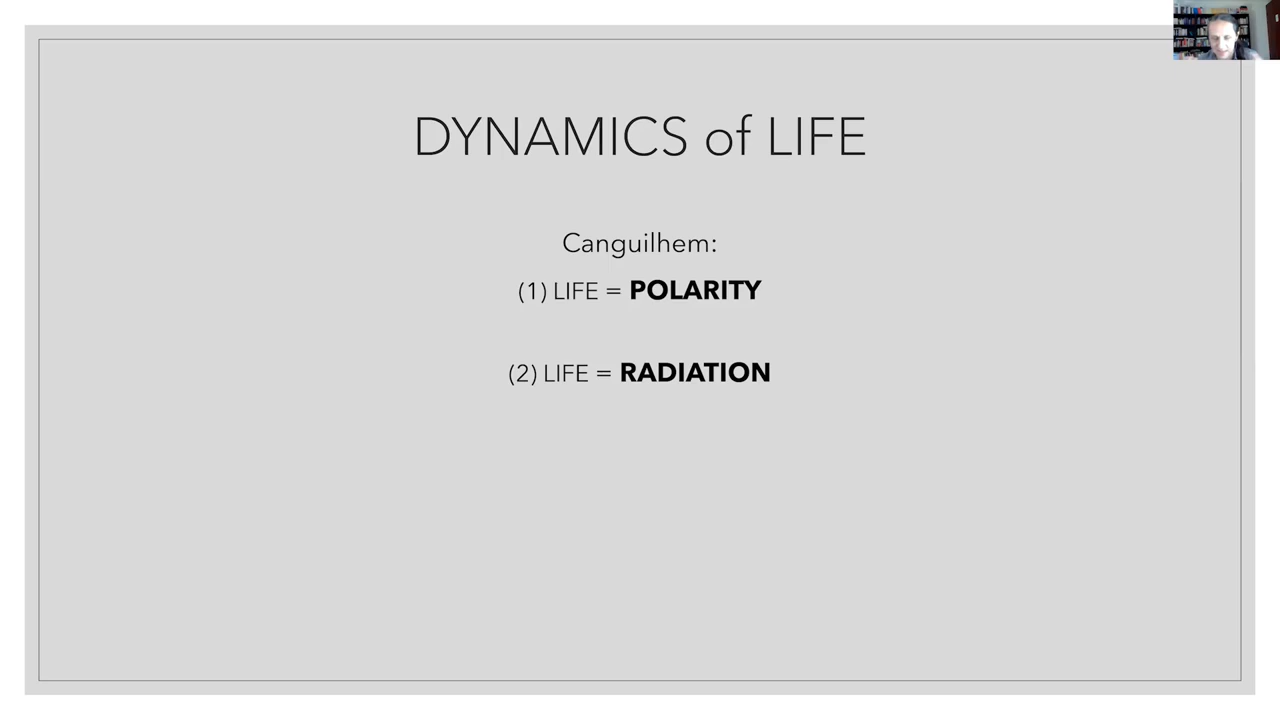 DYNAMICS of LIFE
Canguilhem:
(1) LIFE = POLARITY
(2) LIFE = RADIATION